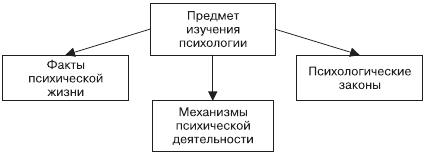 Предмет
изучения
психологии
Факты
психической
жизни
Механизмы
психической
деятельности
Психологические
законы